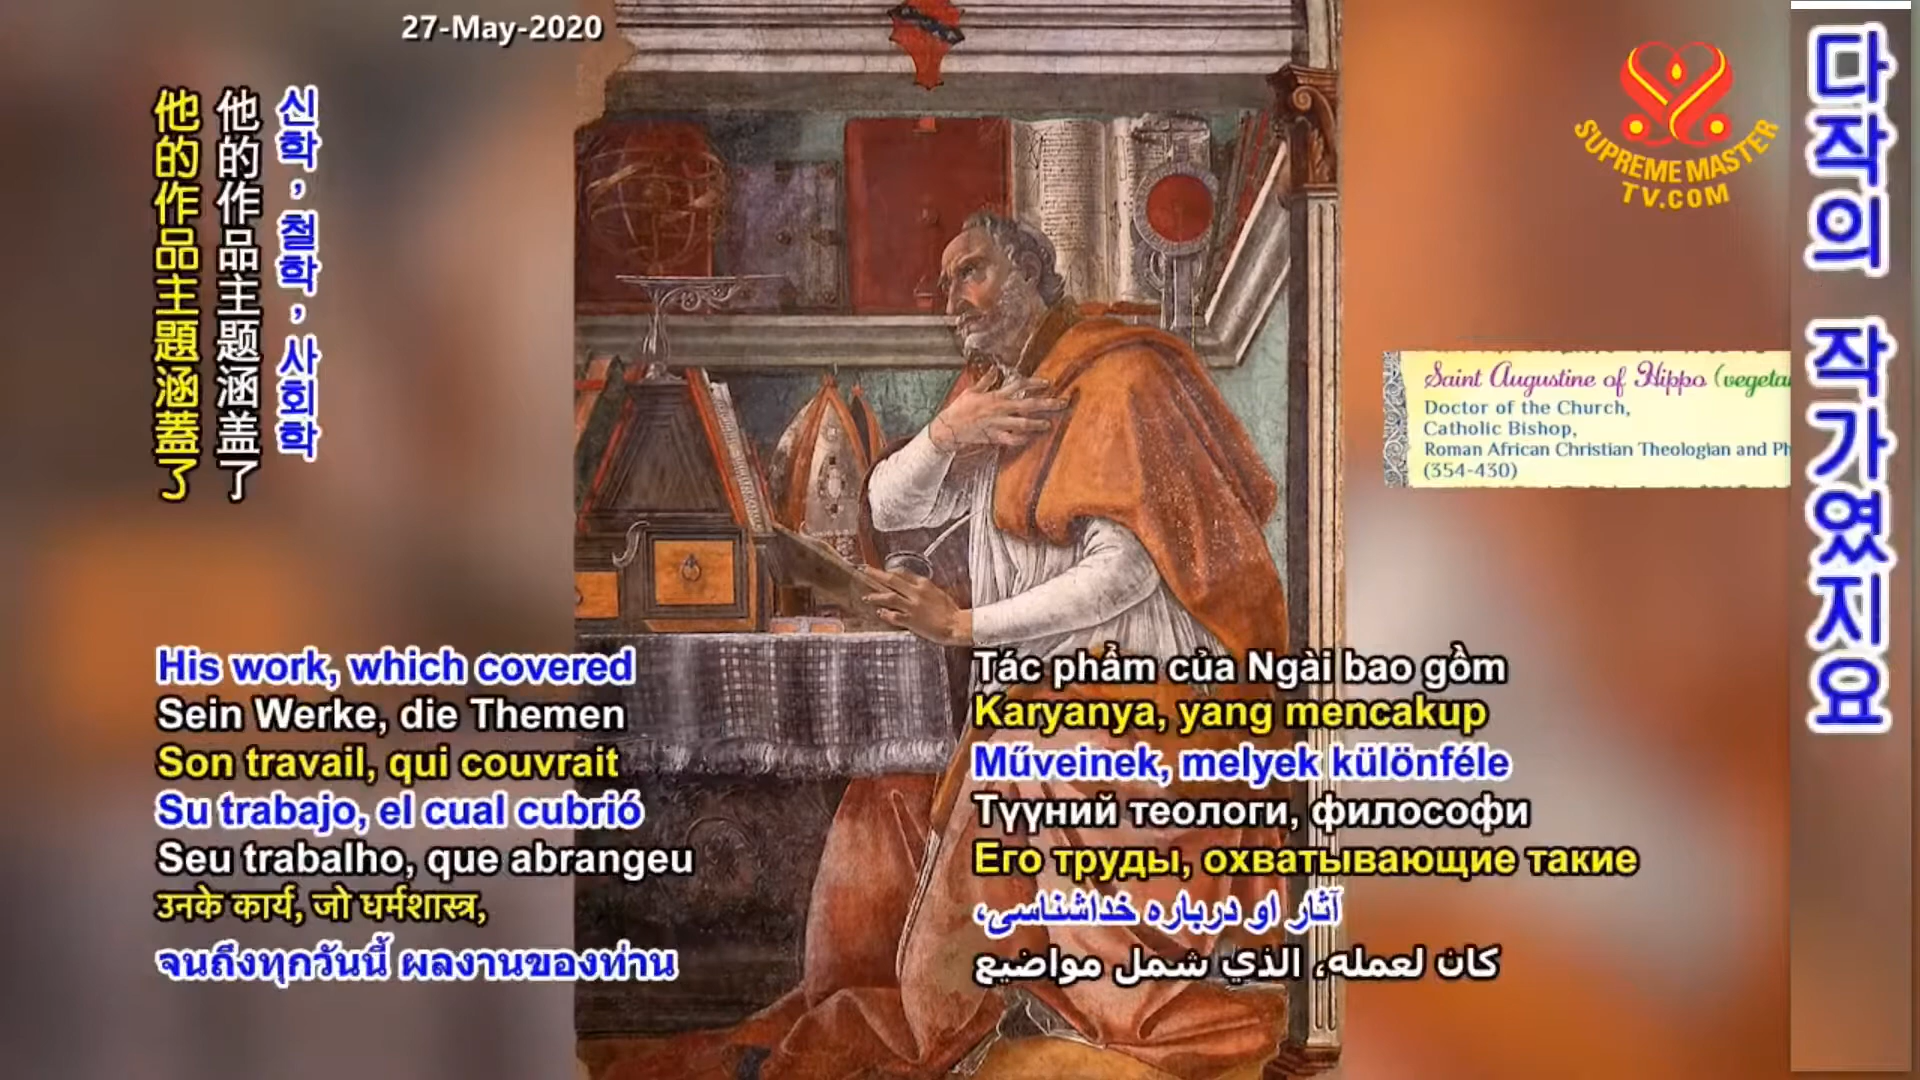 27-May-2020
SUPREME MASTER
TV.COM
다작의 작가였지요
신학, 철학, 사회학
他的作品主题涵盖了
他的作品主題涵蓋了
Saint Augustine of Hippo
Doctor of the Church,
Catholic Bishop,
Roman African Christian Theologian and
(354-430)
His work, which covered
Sein Werke, die Themen
Son travail, qui couvrait
Su trabajo, el cual cubrió
Seu trabalho, que abrangeu
उनके कार्य, जो धर्मशास्त्र,
จนถึงทุกวันนี้ ผลงานของท่าน
Tác phẩm của Ngài bao gồm
Karyanya, yang mencakup
Műveinek, melyek különféle
Түүний теологи, философи
Его труды, охватывающие такие
آثار او درباره خداشناسی،
كان لعمله، الذي شمل مواضيع